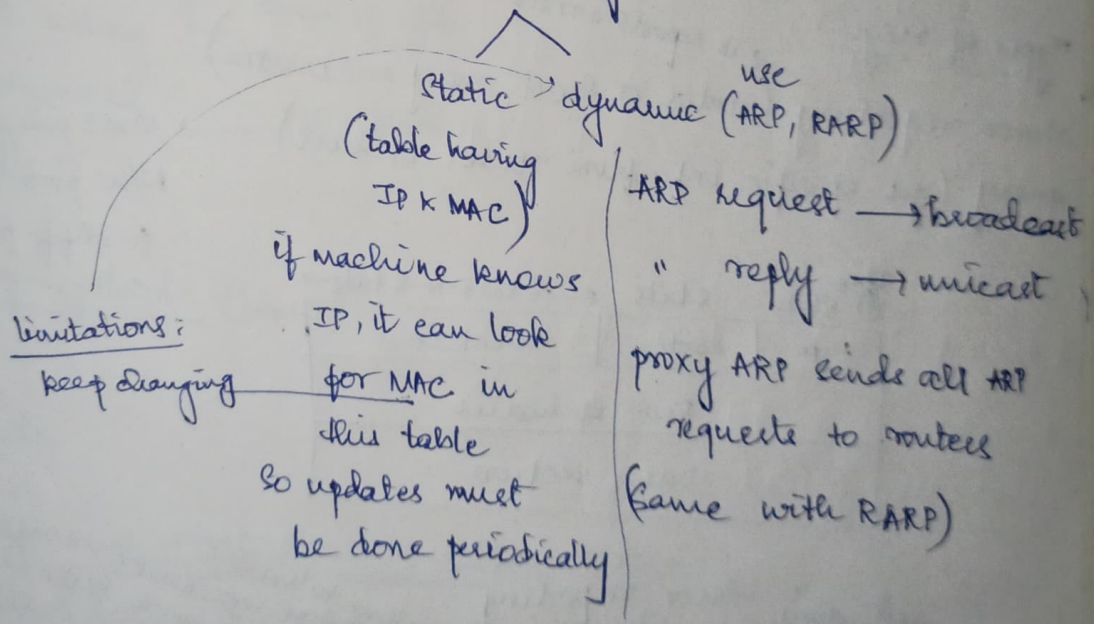 static dynamic (ARP, RARP)
use
(table having
IP & MAC)
if machine knows
IP, it can look
for MAC in
this table
so updates must
be done periodically
limitations:
keep changing
ARP request → broadcast
" reply → unicast
proxy ARP sends all ARP
requests to routers
(same with RARP)